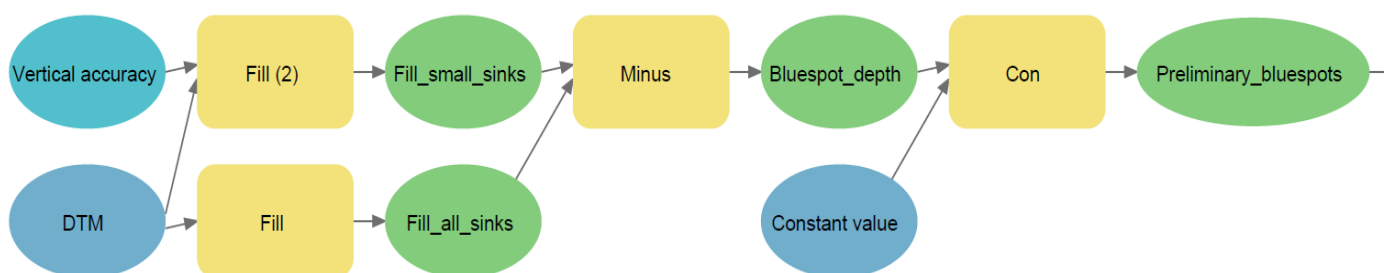 Vertical accuracy
Fill (2)
Fill_small_sinks
Minus
Bluespot_depth
Con
Preliminary_bluespots
DTM
Fill
Fill_all_sinks
Constant value